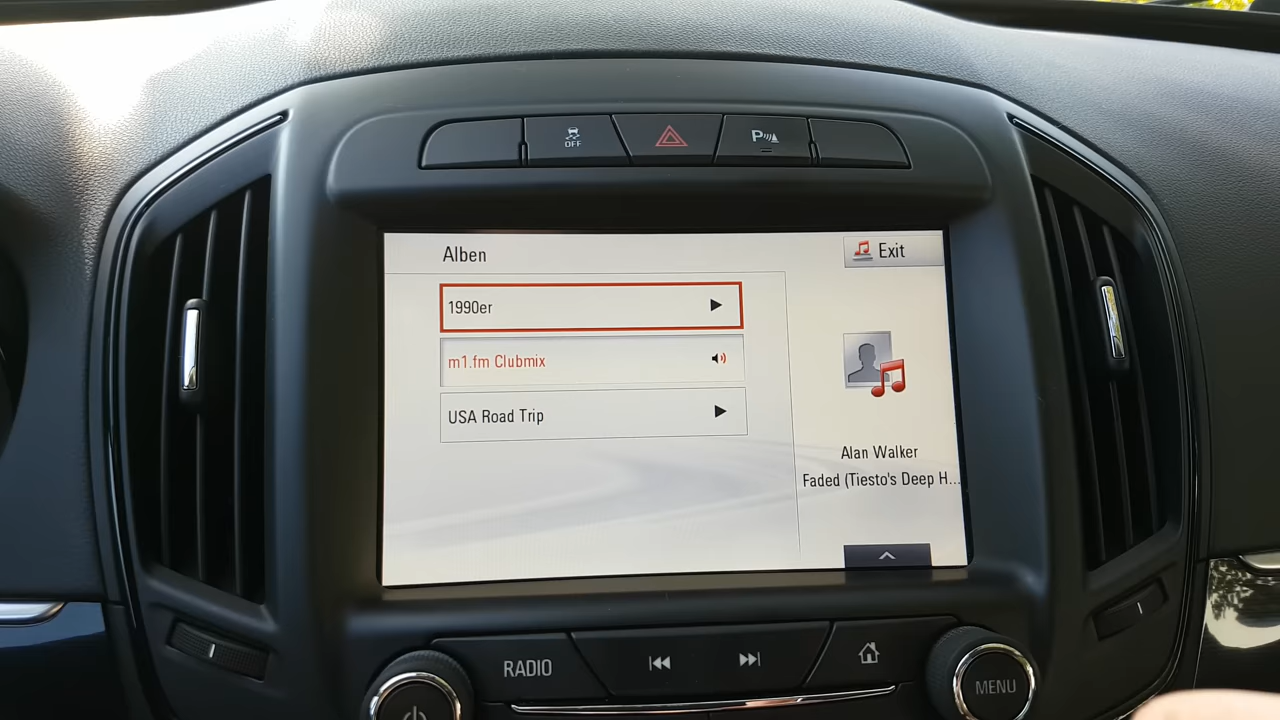 OFF
P
Alben
Exit
1990er
m1.fm Clubmix
USA Road Trip
Alan Walker
Faded (Tiesto's Deep H...
RADIO
MENU